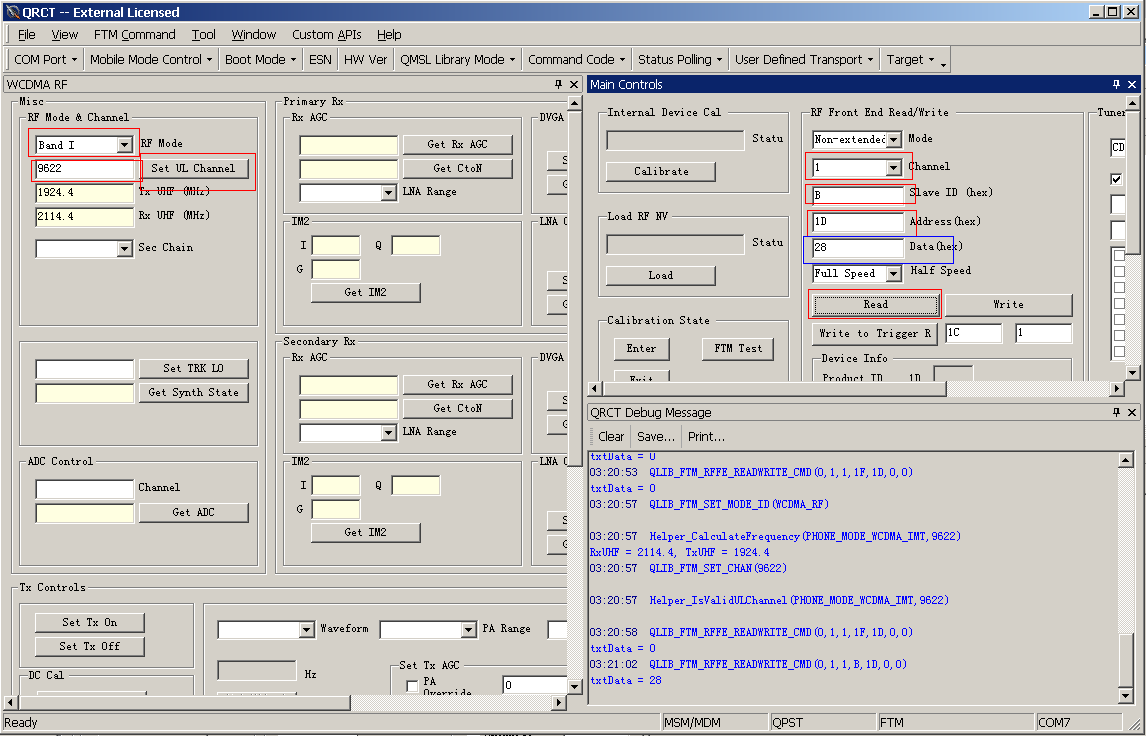 QRCT -- External Licensed
File View FTM Command Tool Window Custom APIs Help
COM Port Mobile Mode Control Boot Mode ESN HW Ver QMSL Library Mode Command Code Status Polling User Defined Transport Target
WCDMA RF
Misc
RF Mode & Channel
Band I RF Mode
9622 Set UL Channel
1924.4 Tx UHF (MHz)
2114.4 Rx UHF (MHz)
Sec Chain
Set TRK LO
Get Synth State
ADC Control
Channel
Get ADC
Primary Rx
Rx AGC
Get Rx AGC
Get CtoN
LNA Range
IM2
I Q
G
Get IM2
DVGA
LNA
Secondary Rx
Rx AGC
Get Rx AGC
Get CtoN
LNA Range
IM2
I Q
G
Get IM2
DVGA
LNA
Tx Controls
Set Tx On
Set Tx Off
DC Cal
Waveform PA Range
Hz
Set Tx AGC
PA
Override
0
Main Controls
Internal Device Cal
Statu
Calibrate
Load RF NV
Statu
Load
Calibration State
Enter FTM Test
Exit
RF Front End Read/Write
Non-extended Mode
1 Channel
B Slave ID (hex)
1D Address(hex)
28 Data(hex)
Full Speed Half Speed
Read Write
Write to Trigger R 1C 1
Device Info
Product ID 1D
Tuner
CD
QRCT Debug Message
Clear Save... Print...
txtData = 0
03:20:53 QLIB_FTM_RFFE_READWRITE_CMD(0,1,1,1F,1D,0,0)
txtData = 0
03:20:57 QLIB_FTM_SET_MODE_ID(WCDMA_RF)
03:20:57 Helper_CalculateFrequency(PHONE_MODE_WCDMA_IMT,9622)
RxUHF = 2114.4, TxUHF = 1924.4
03:20:57 QLIB_FTM_SET_CHAN(9622)
03:20:57 Helper_IsValidULChannel(PHONE_MODE_WCDMA_IMT,9622)
03:20:58 QLIB_FTM_RFFE_READWRITE_CMD(0,1,1,1F,1D,0,0)
txtData = 0
03:21:02 QLIB_FTM_RFFE_READWRITE_CMD(0,1,1,B,1D,0,0)
txtData = 28
Ready MSM/MDM QPST FTM COM7